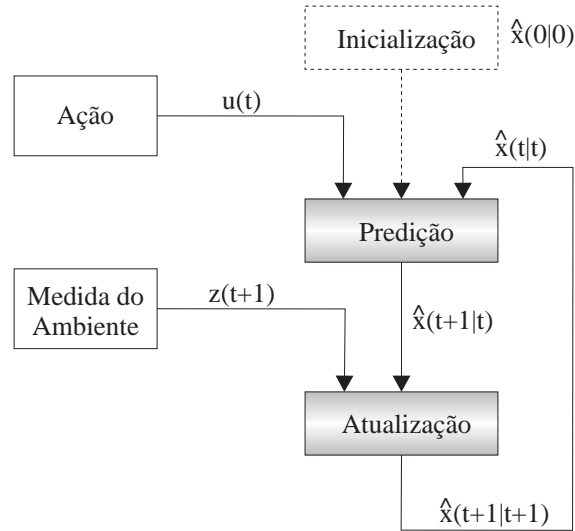 Inicialização
x̂(0|0)
Ação
u(t)
x̂(t|t)
Predição
Medida do
Ambiente
z(t+1)
x̂(t+1|t)
Atualização
x̂(t+1|t+1)